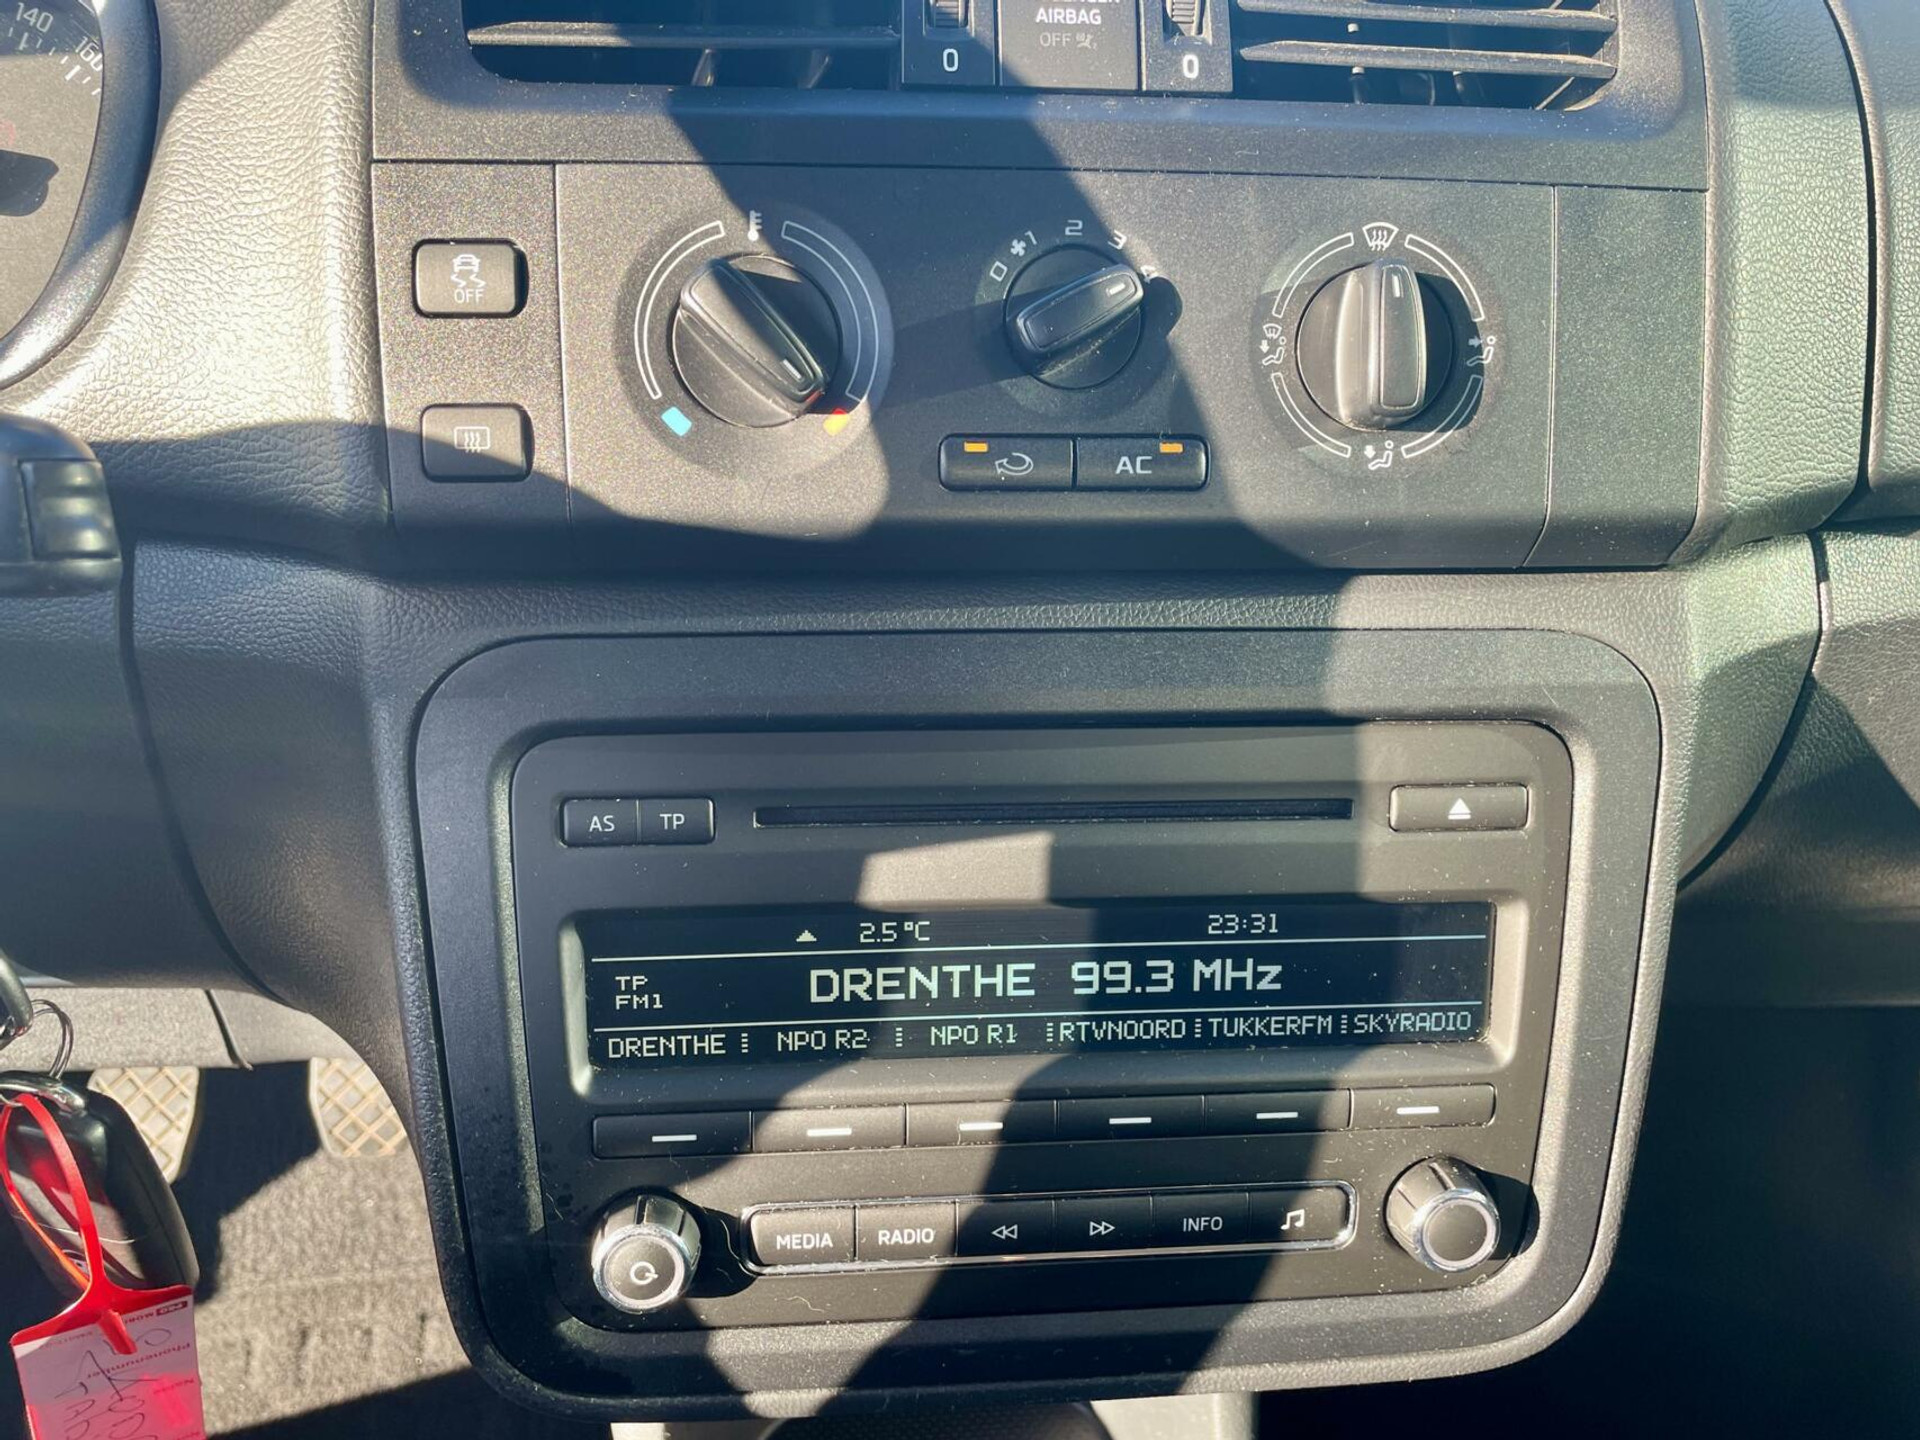 140
160
AIRBAG
OFF
0
0
OFF
0 1 2 3
AC
AS TP
2.5°C 23:31
TP
FM1
DRENTHE 99.3 MHz
DRENTHE NPO R2 NPO R1 RTVNOORD TUKKERFM SKYRADIO
MEDIA RADIO INFO
Phonenumber